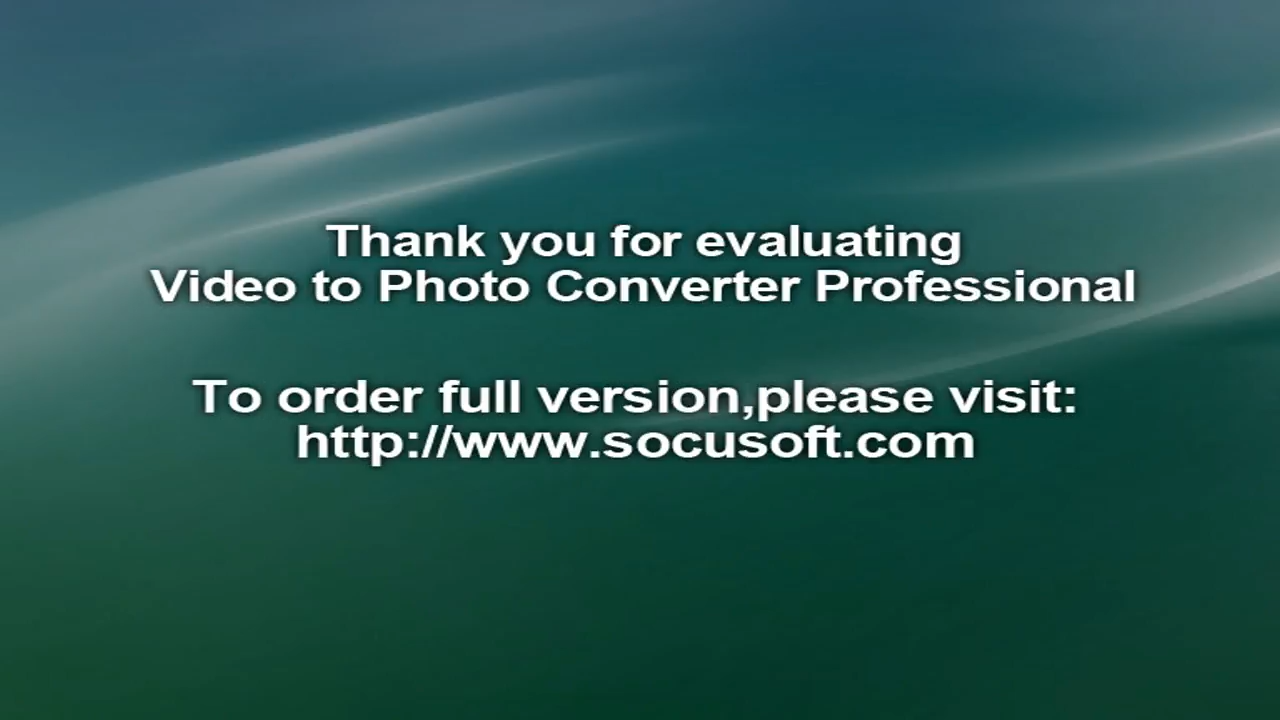 Thank you for evaluating
Video to Photo Converter Professional
To order full version,please visit:
http://www.socusoft.com